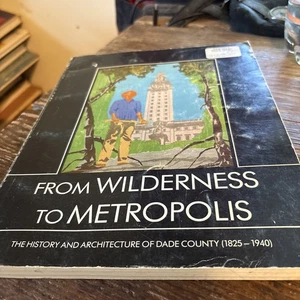 FROM WILDERNESS
TO METROPOLIS
THE HISTORY AND ARCHITECTURE OF DADE COUNTY (1825–1940)